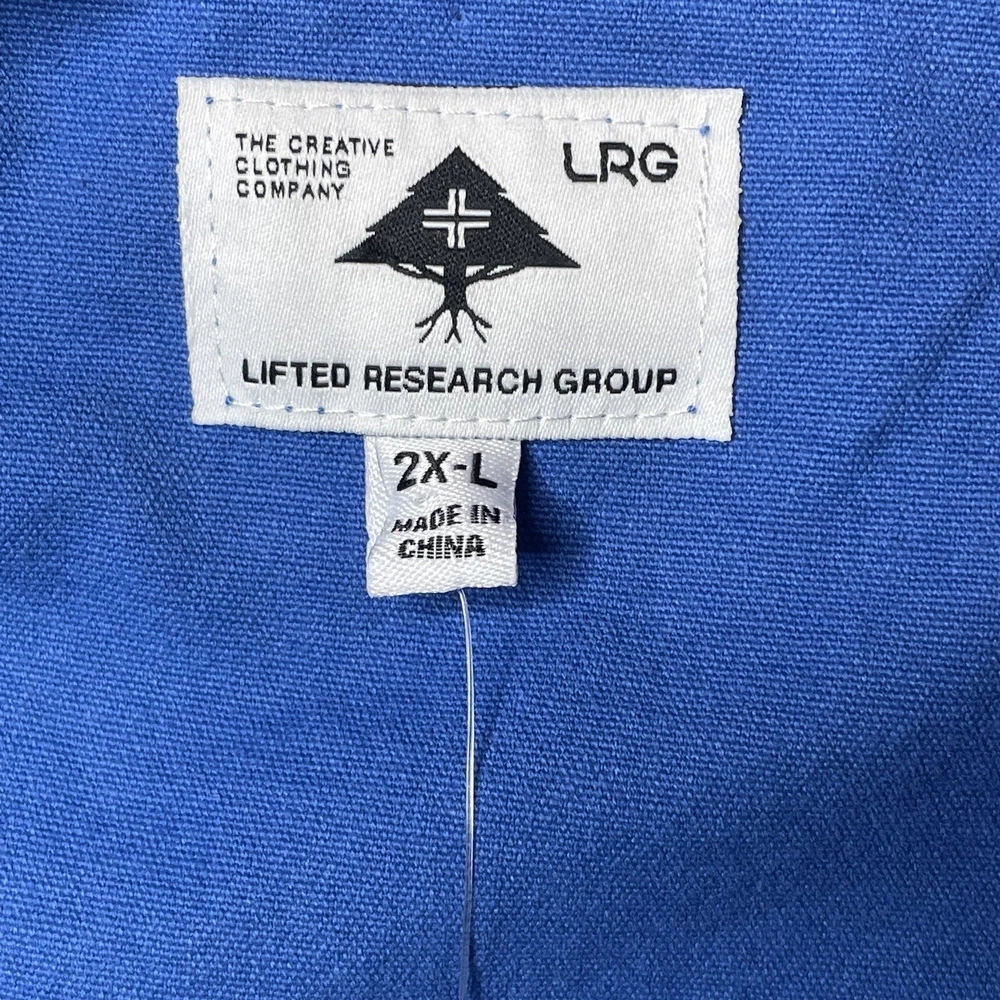 THE CREATIVE
CLOTHING
COMPANY
LRG
LIFTED RESEARCH GROUP
2X-L
MADE IN
CHINA